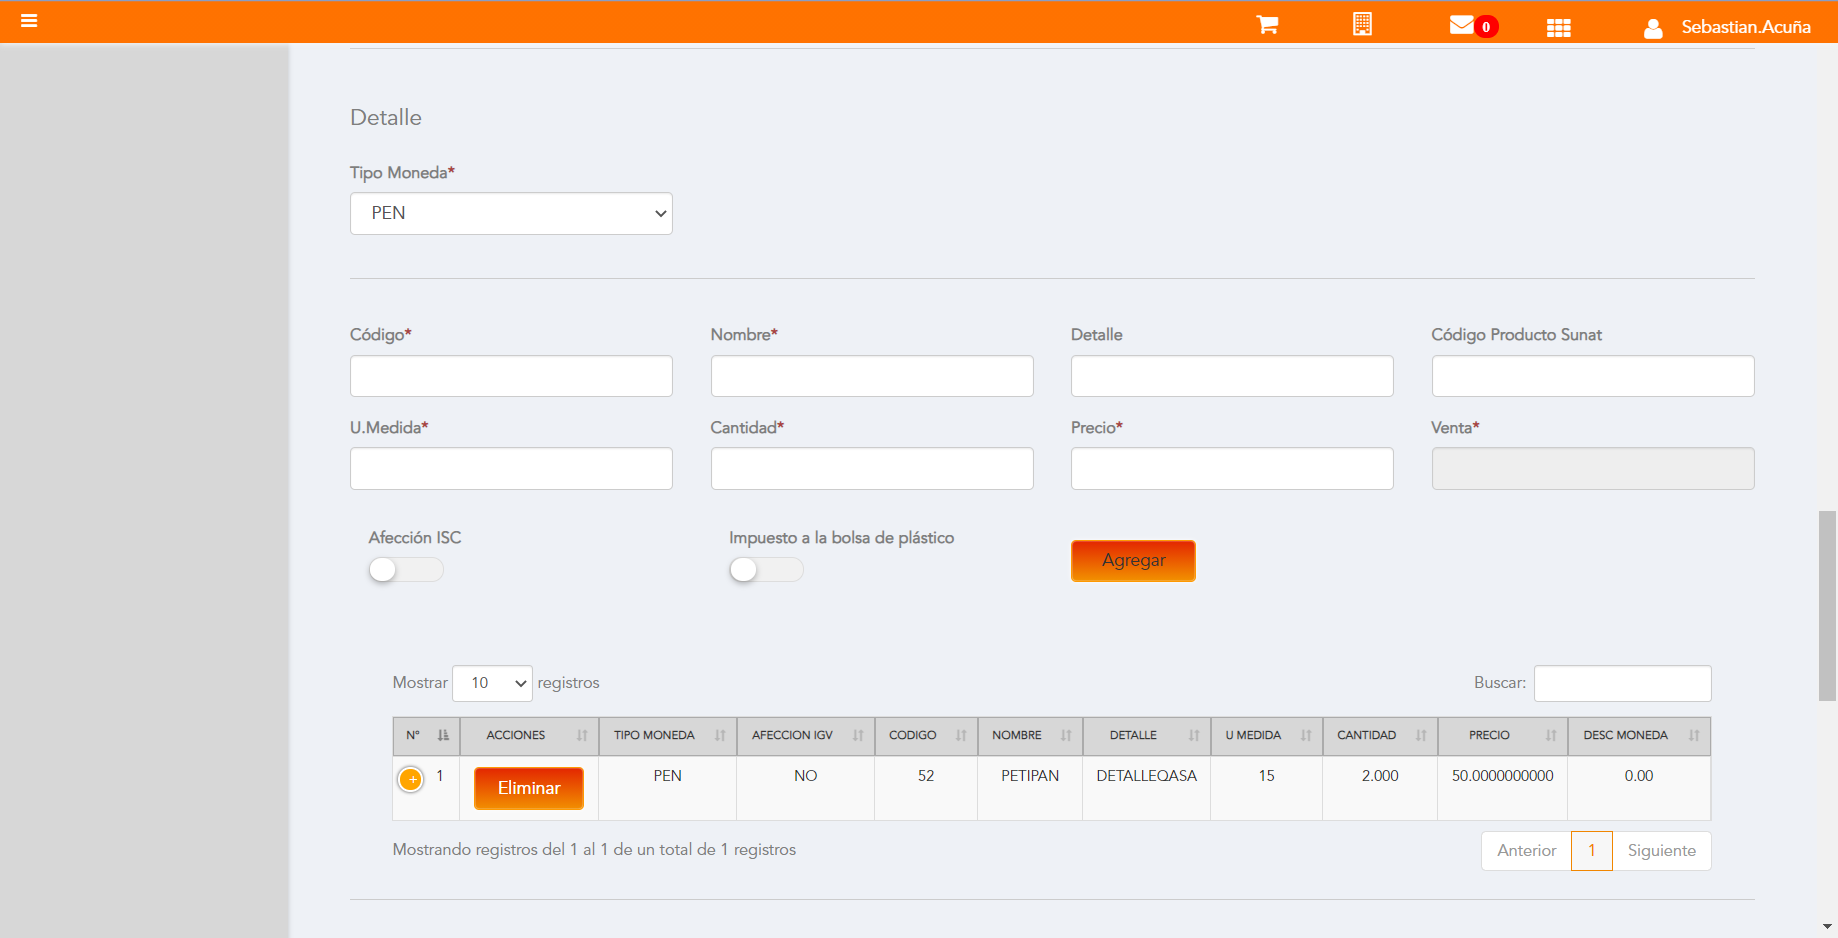 0
Sebastian.Acuña
Detalle
Tipo Moneda*
PEN
Código*
Nombre*
Detalle
Código Producto Sunat
U.Medida*
Cantidad*
Precio*
Venta*
Afección ISC
Impuesto a la bolsa de plástico
Agregar
Mostrar 10 registros
Buscar:
N° ACCIONES TIPO MONEDA AFECCION IGV CODIGO NOMBRE DETALLE U MEDIDA CANTIDAD PRECIO DESC MONEDA
1 Eliminar PEN NO 52 PETIPAN DETALLEQASA 15 2.000 50.0000000000 0.00
Mostrando registros del 1 al 1 de un total de 1 registros
Anterior 1 Siguiente